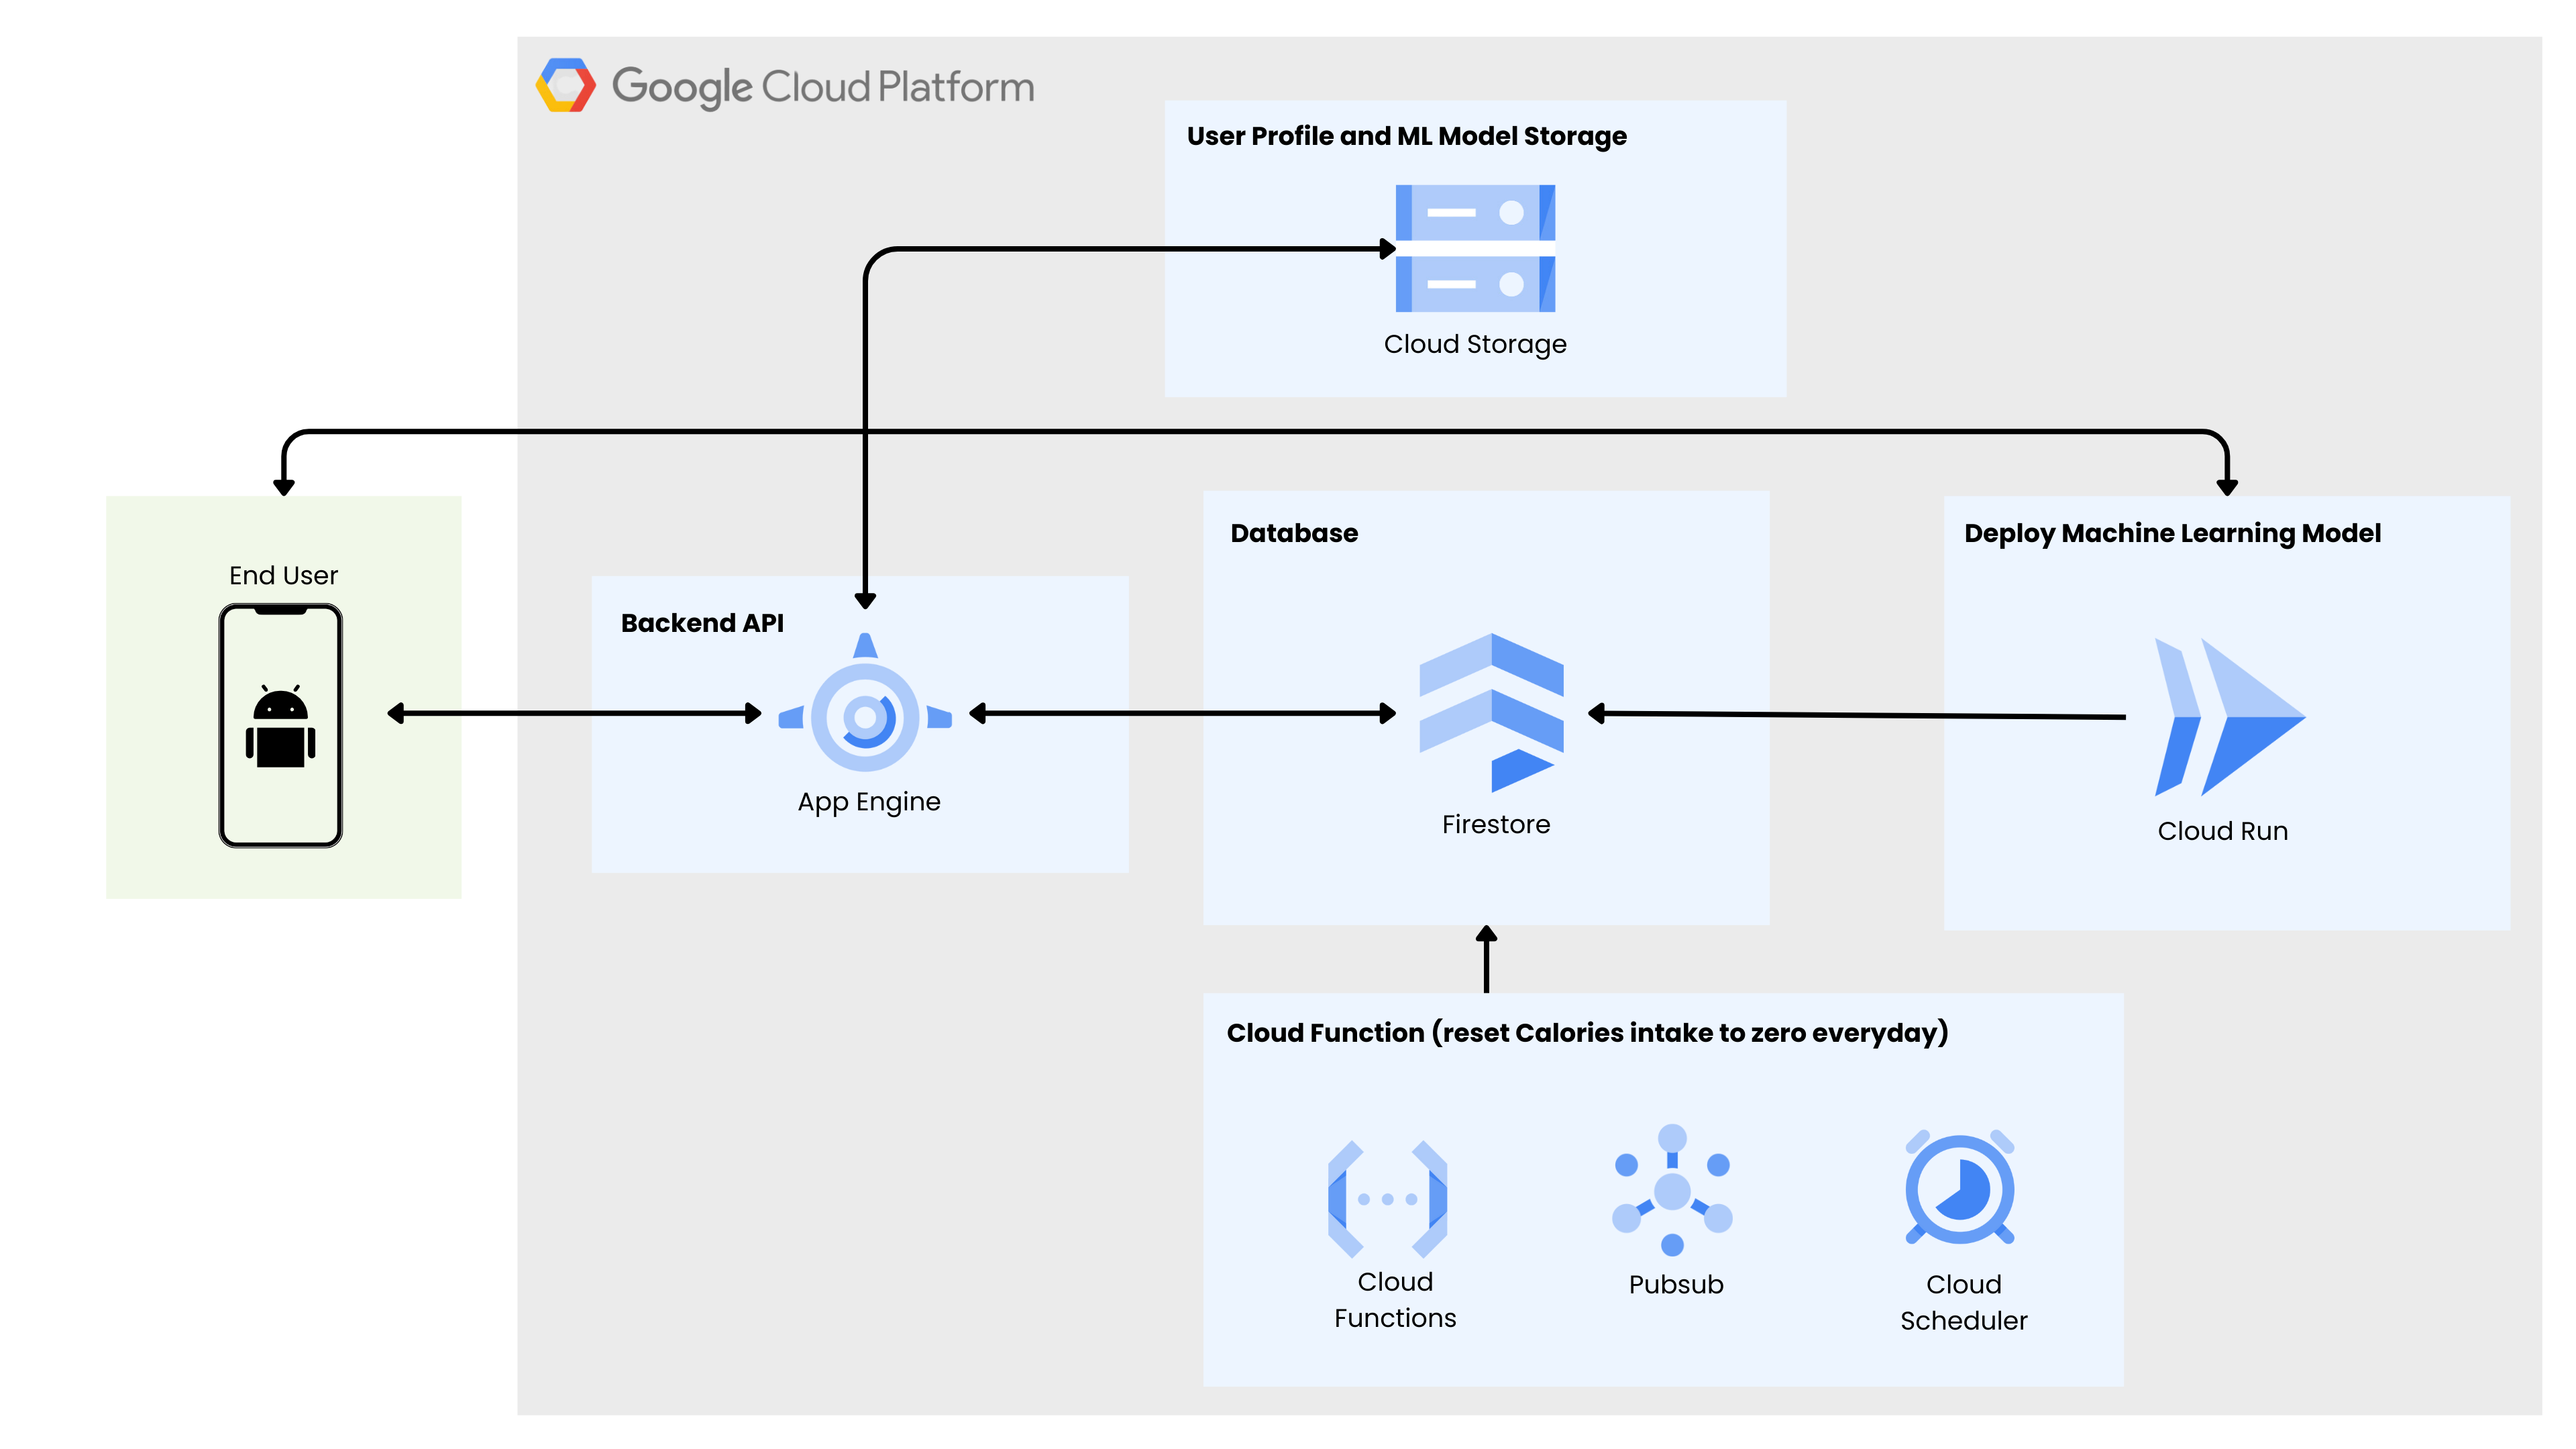 Google Cloud Platform
User Profile and ML Model Storage
Cloud Storage
End User
Backend API
App Engine
Database
Firestore
Deploy Machine Learning Model
Cloud Run
Cloud Function (reset Calories intake to zero everyday)
Cloud
Functions
Pubsub
Cloud
Scheduler